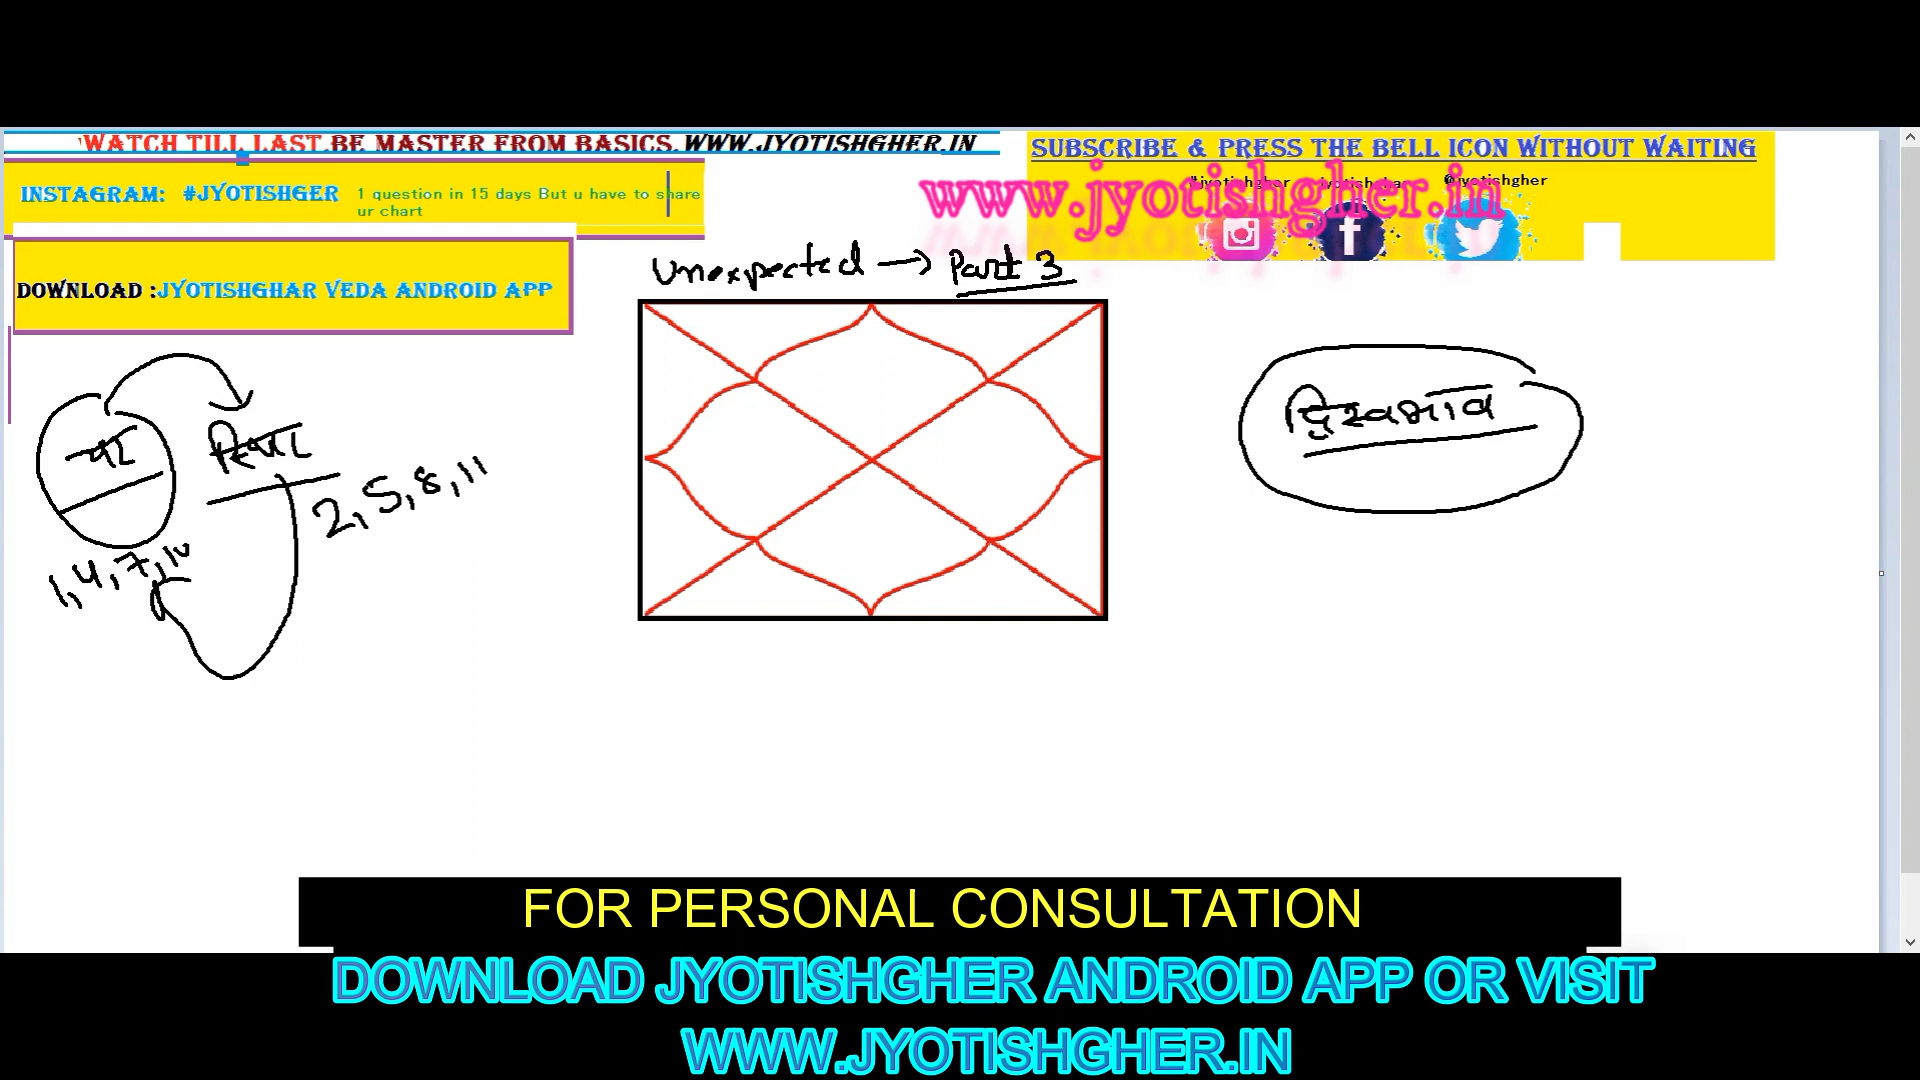 WATCH TILL LAST.BE MASTER FROM BASICS.WWW.JYOTISHGHER.IN
SUBSCRIBE & PRESS THE BELL ICON WITHOUT WAITING
INSTAGRAM: #JYOTISHGER 1 question in 15 days But u have to share
ur chart
#jyotishgher @jyotishgher
www.jyotishgher.in
DOWNLOAD :JYOTISHGHAR VEDA ANDROID APP
Unexpected → Part 3
चर
स्थिर
द्विस्वभाव
2, 5, 8, 11
1, 4, 7, 10
FOR PERSONAL CONSULTATION
DOWNLOAD JYOTISHGHER ANDROID APP OR VISIT
WWW.JYOTISHGHER.IN